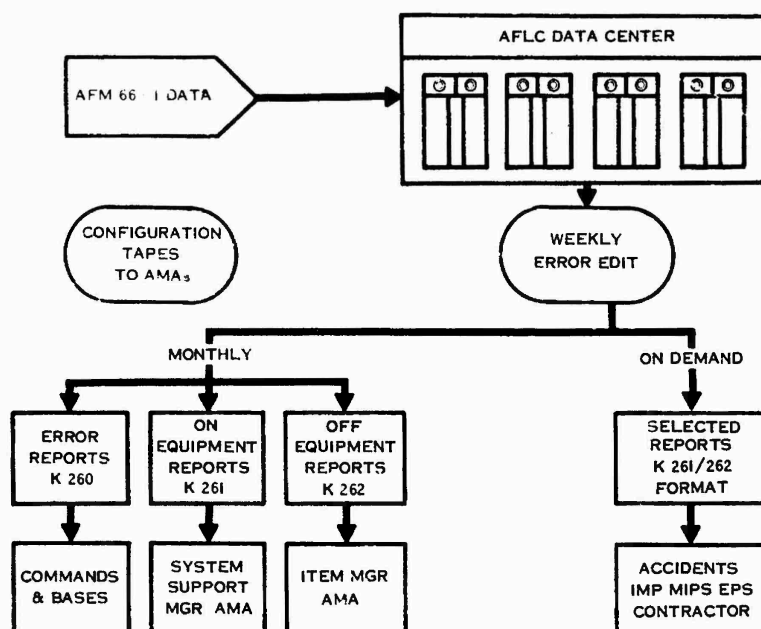 AFLC DATA CENTER
AFM 66-1 DATA
CONFIGURATION
TAPES
TO AMAs
WEEKLY
ERROR EDIT
MONTHLY
ON DEMAND
ERROR
REPORTS
K 260
ON
EQUIPMENT
REPORTS
K 261
OFF
EQUIPMENT
REPORTS
K 262
SELECTED
REPORTS
K 261/262
FORMAT
COMMANDS
& BASES
SYSTEM
SUPPORT
MGR AMA
ITEM MGR
AMA
ACCIDENTS
IMP MIPS EPS
CONTRACTOR